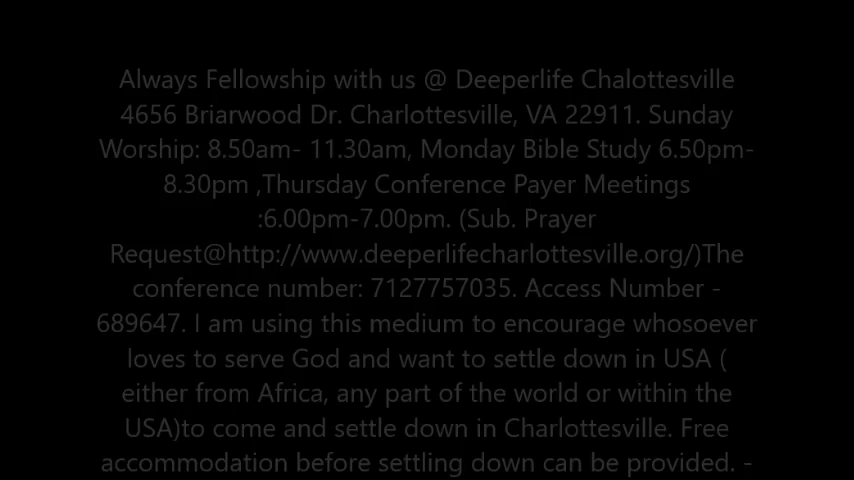 Always Fellowship with us @ Deeperlife Chalottesville
4656 Briarwood Dr. Charlottesville, VA 22911. Sunday
Worship: 8.50am- 11.30am, Monday Bible Study 6.50pm-
8.30pm ,Thursday Conference Payer Meetings
:6.00pm-7.00pm. (Sub. Prayer
Request@http://www.deeperlifecharlottesville.org/)The
conference number: 7127757035. Access Number -
689647. I am using this medium to encourage whosoever
loves to serve God and want to settle down in USA (
either from Africa, any part of the world or within the
USA)to come and settle down in Charlottesville. Free
accommodation before settling down can be provided. -